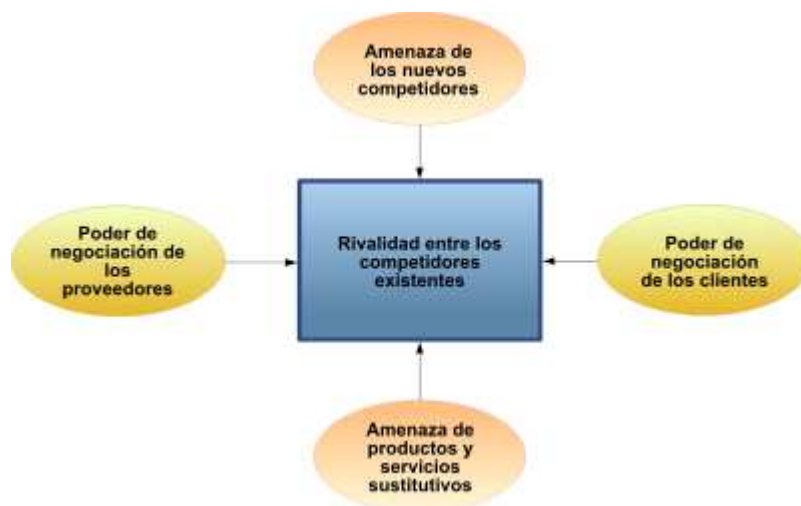 Amenaza de
los nuevos
competidores
Poder de
negociación de
los
proveedores
Rivalidad entre los
competidores
existentes
Poder de
negociación
de los clientes
Amenaza de
productos y
servicios
sustitutivos